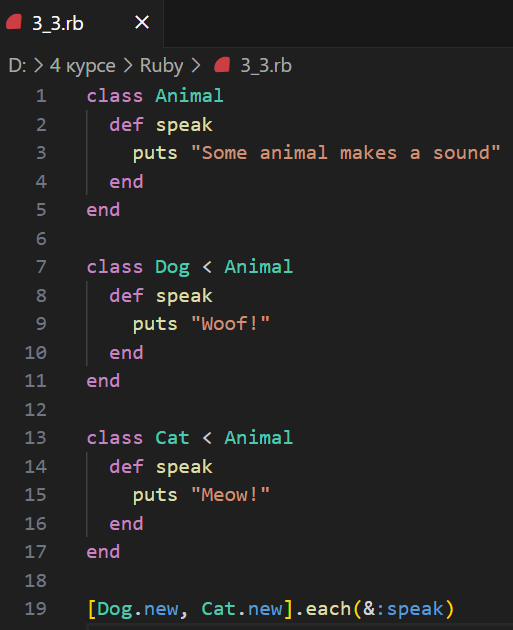 3_3.rb ×
D: > 4 курсе > Ruby > 3_3.rb
1 class Animal
2 def speak
3 puts "Some animal makes a sound"
4 end
5 end
6
7 class Dog < Animal
8 def speak
9 puts "Woof!"
10 end
11 end
12
13 class Cat < Animal
14 def speak
15 puts "Meow!"
16 end
17 end
18
19 [Dog.new, Cat.new].each(&:speak)